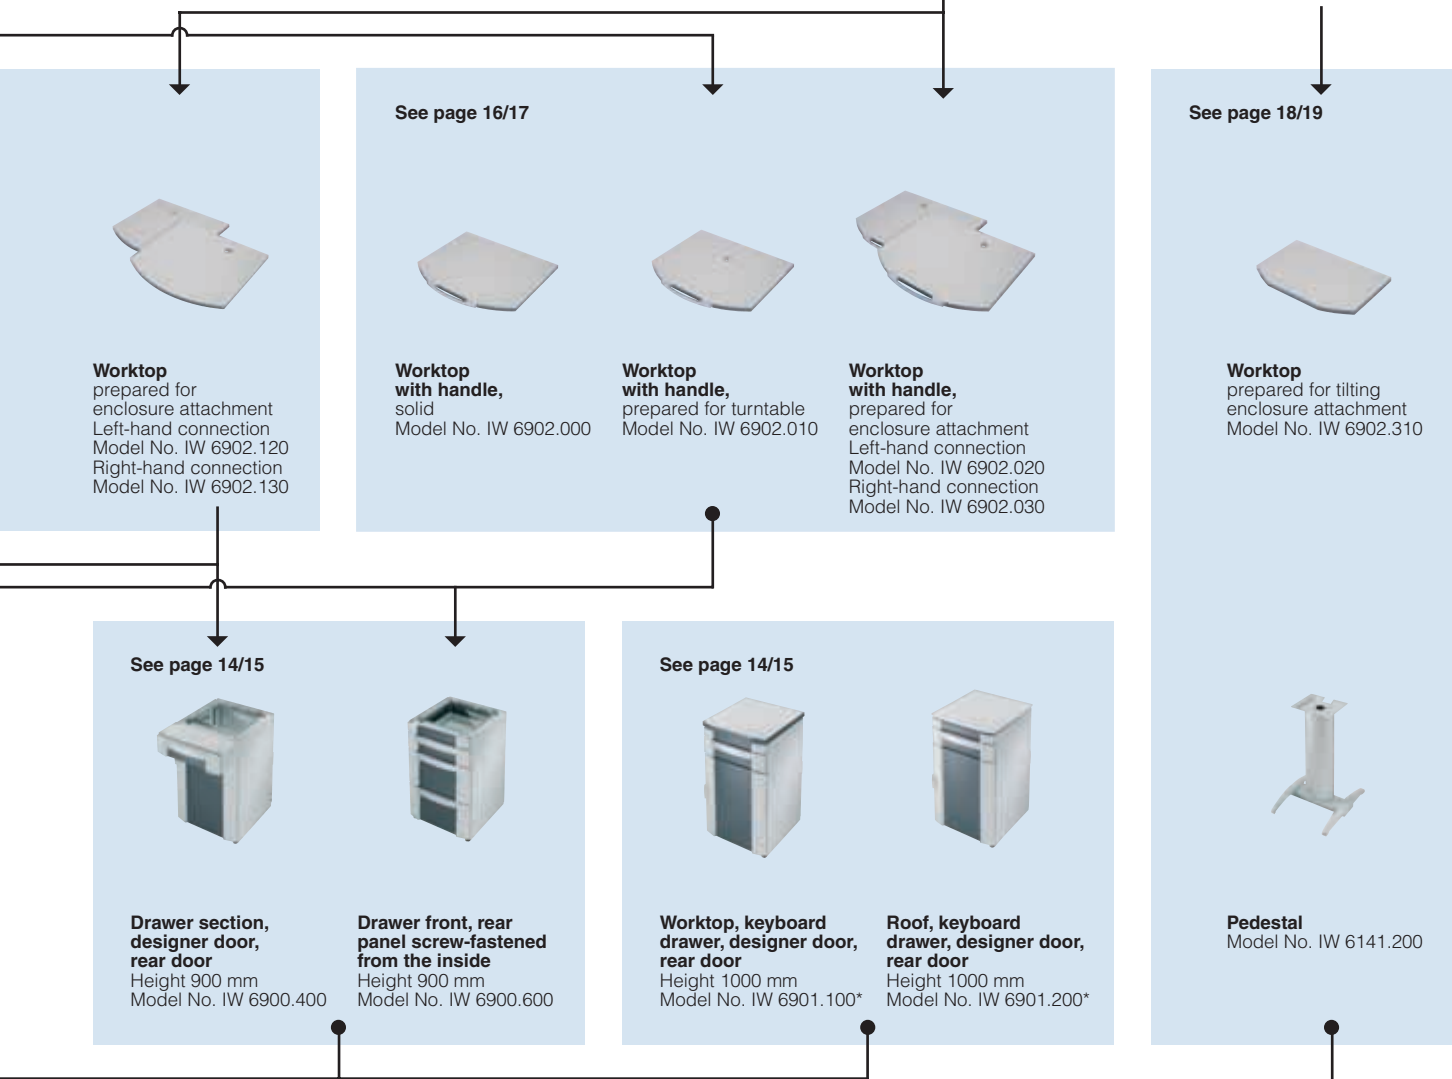 See page 16/17
See page 18/19
Worktop
prepared for
enclosure attachment
Left-hand connection
Model No. IW 6902.120
Right-hand connection
Model No. IW 6902.130
Worktop
with handle,
solid
Model No. IW 6902.000
Worktop
with handle,
prepared for turntable
Model No. IW 6902.010
Worktop
with handle,
prepared for
enclosure attachment
Left-hand connection
Model No. IW 6902.020
Right-hand connection
Model No. IW 6902.030
Worktop
prepared for tilting
enclosure attachment
Model No. IW 6902.310
See page 14/15
See page 14/15
Drawer section,
designer door,
rear door
Height 900 mm
Model No. IW 6900.400
Drawer front, rear
panel screw-fastened
from the inside
Height 900 mm
Model No. IW 6900.600
Worktop, keyboard
drawer, designer door,
rear door
Height 1000 mm
Model No. IW 6901.100*
Roof, keyboard
drawer, designer door,
rear door
Height 1000 mm
Model No. IW 6901.200*
Pedestal
Model No. IW 6141.200